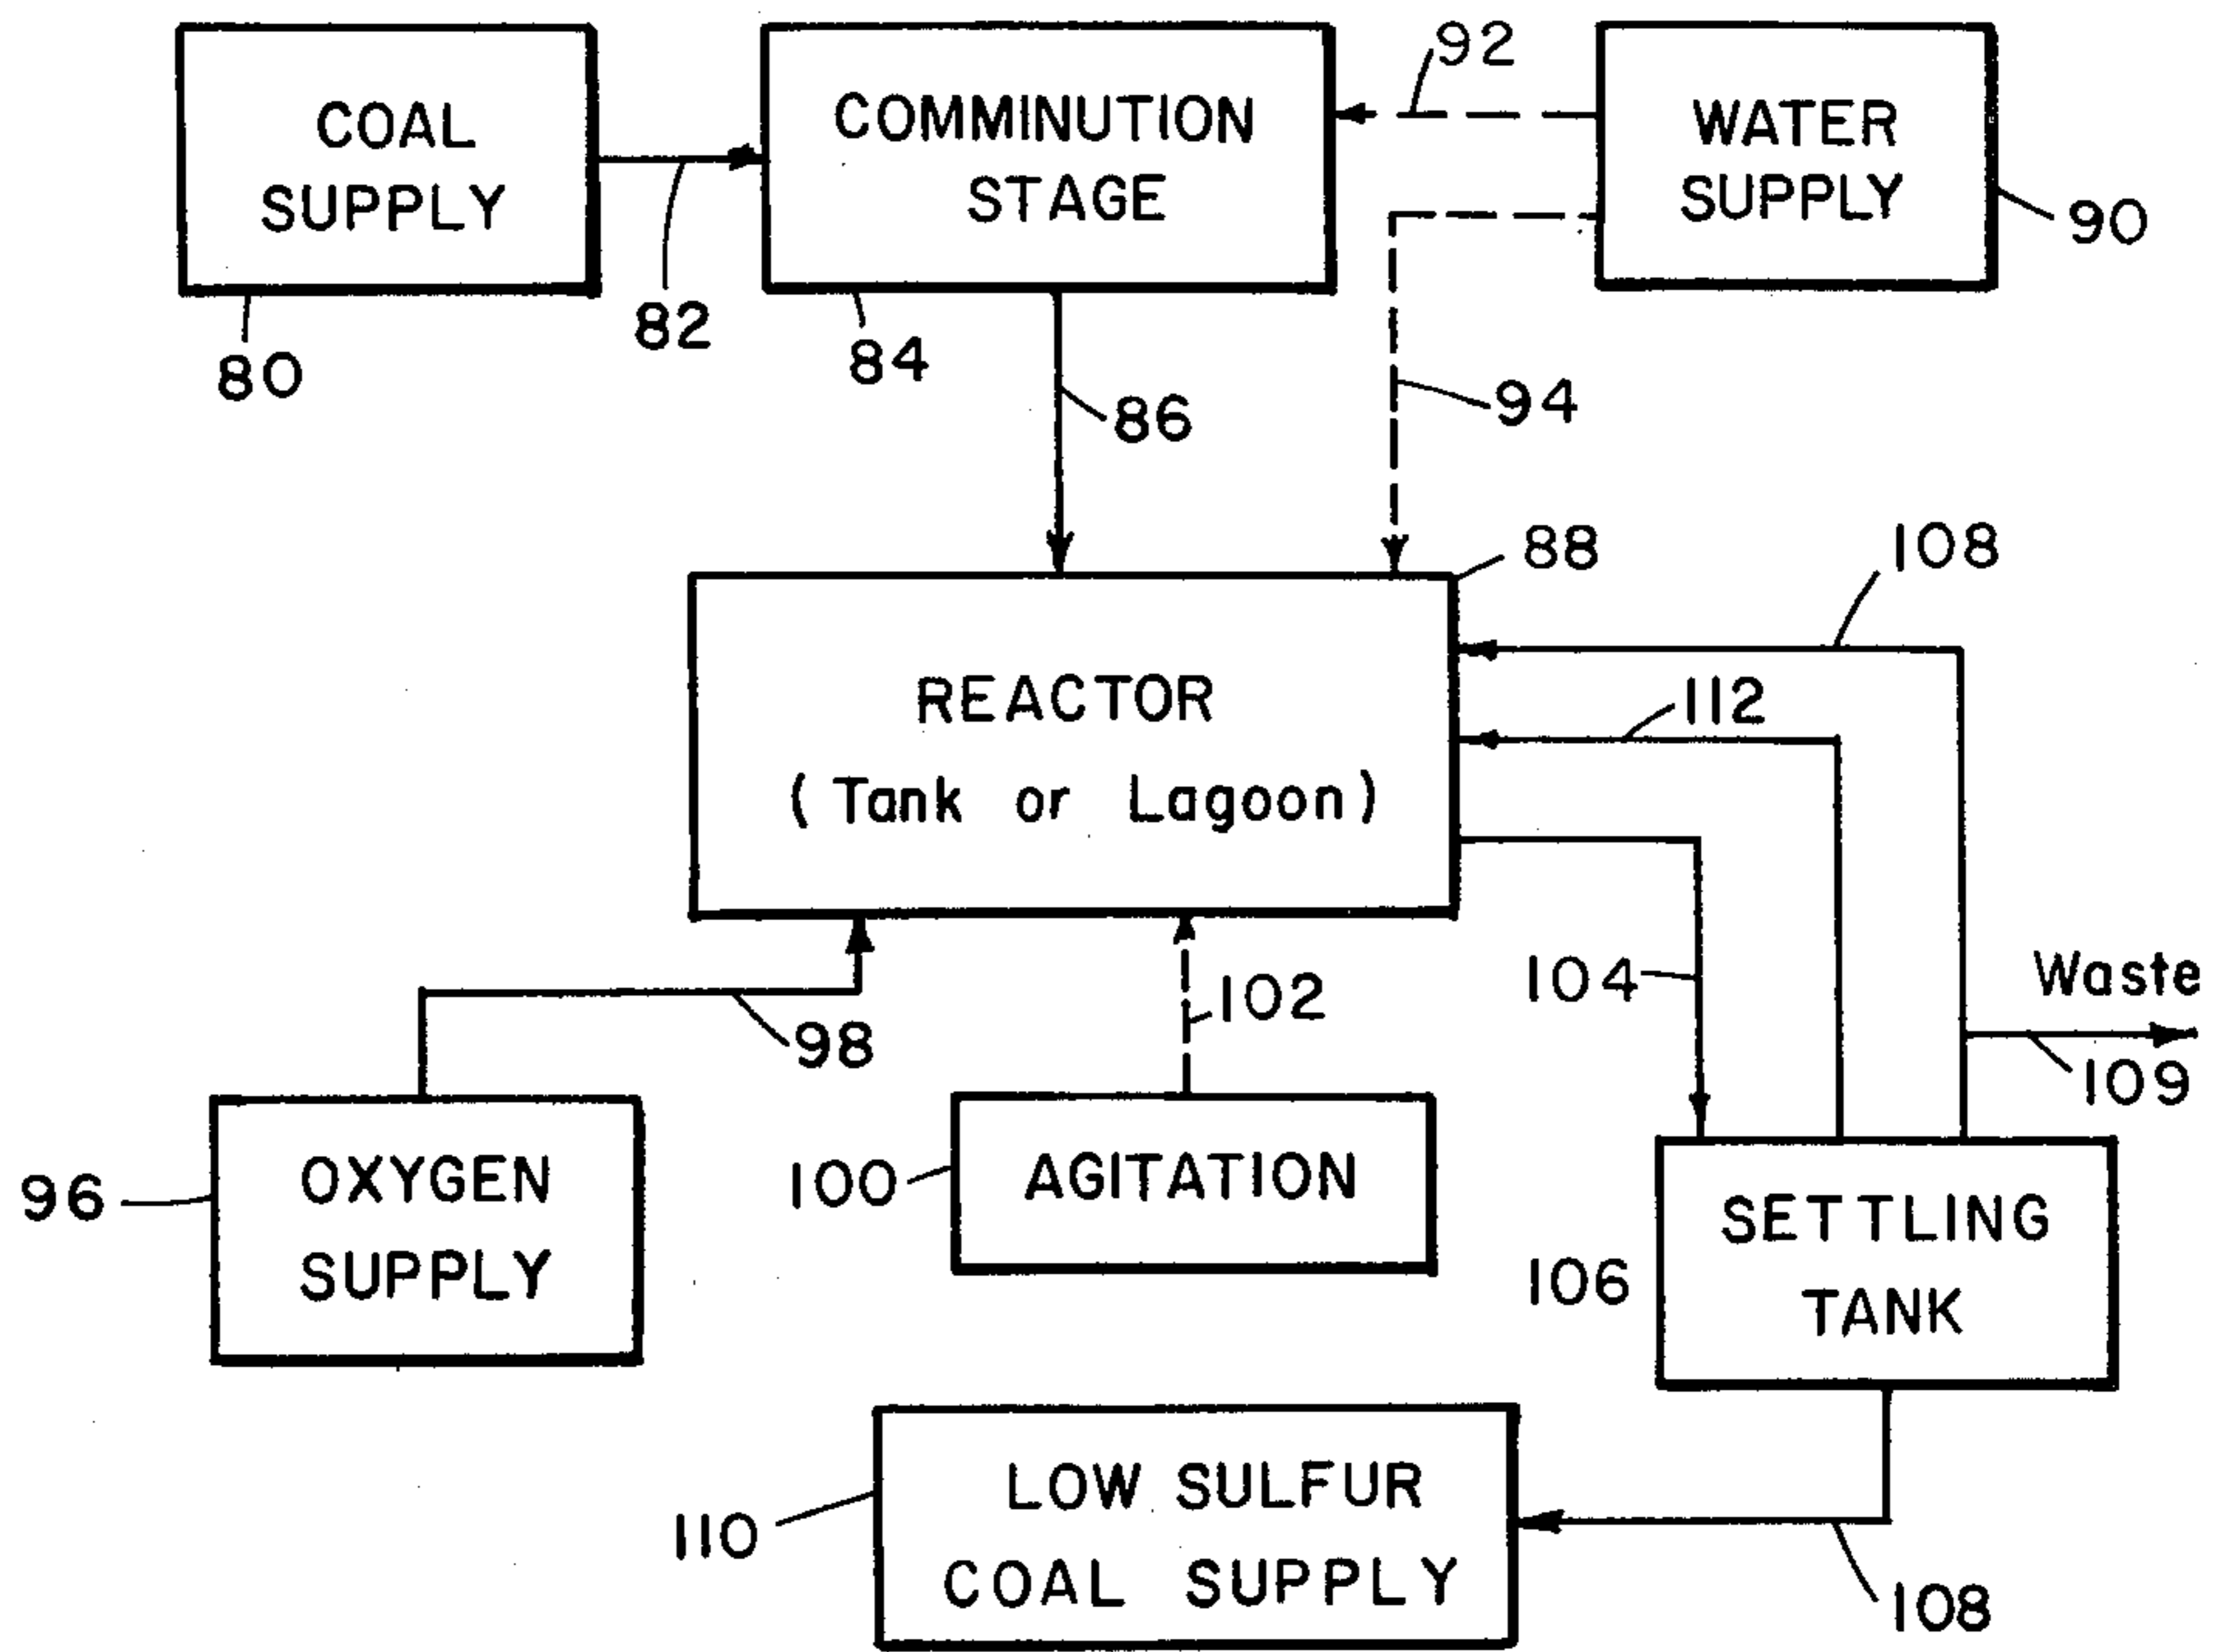 COAL
SUPPLY
80
82
COMMINUTION
STAGE
84
92
WATER
SUPPLY
90
86
94
88
REACTOR
(Tank or Lagoon)
108
112
98
102
104
Waste
109
96
OXYGEN
SUPPLY
100
AGITATION
106
SETTLING
TANK
110
LOW SULFUR
COAL SUPPLY
108